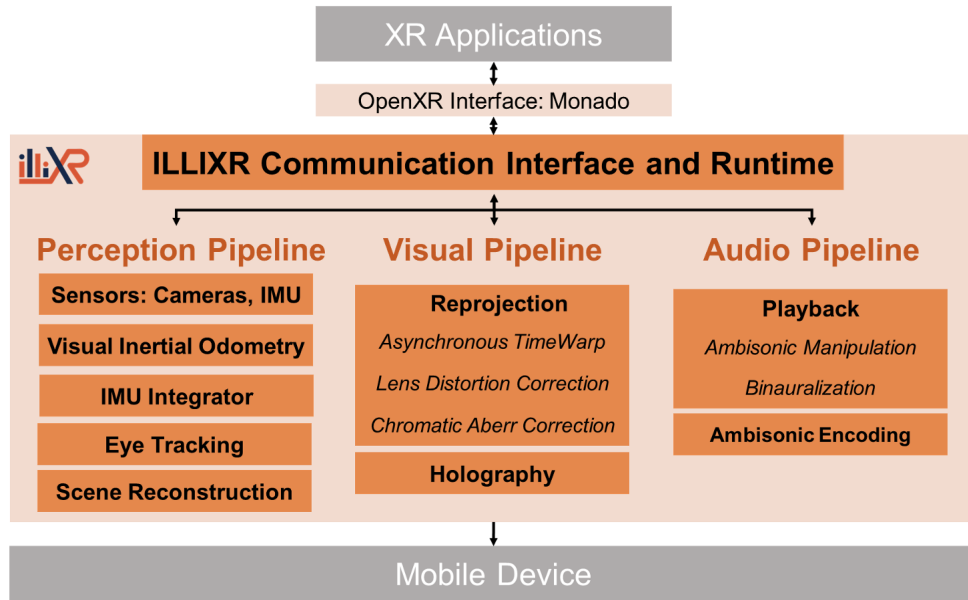 XR Applications
OpenXR Interface: Monado
illiXR
ILLIXR Communication Interface and Runtime
Perception Pipeline
Sensors: Cameras, IMU
Visual Inertial Odometry
IMU Integrator
Eye Tracking
Scene Reconstruction
Visual Pipeline
Reprojection
Asynchronous TimeWarp
Lens Distortion Correction
Chromatic Aberr Correction
Holography
Audio Pipeline
Playback
Ambisonic Manipulation
Binauralization
Ambisonic Encoding
Mobile Device